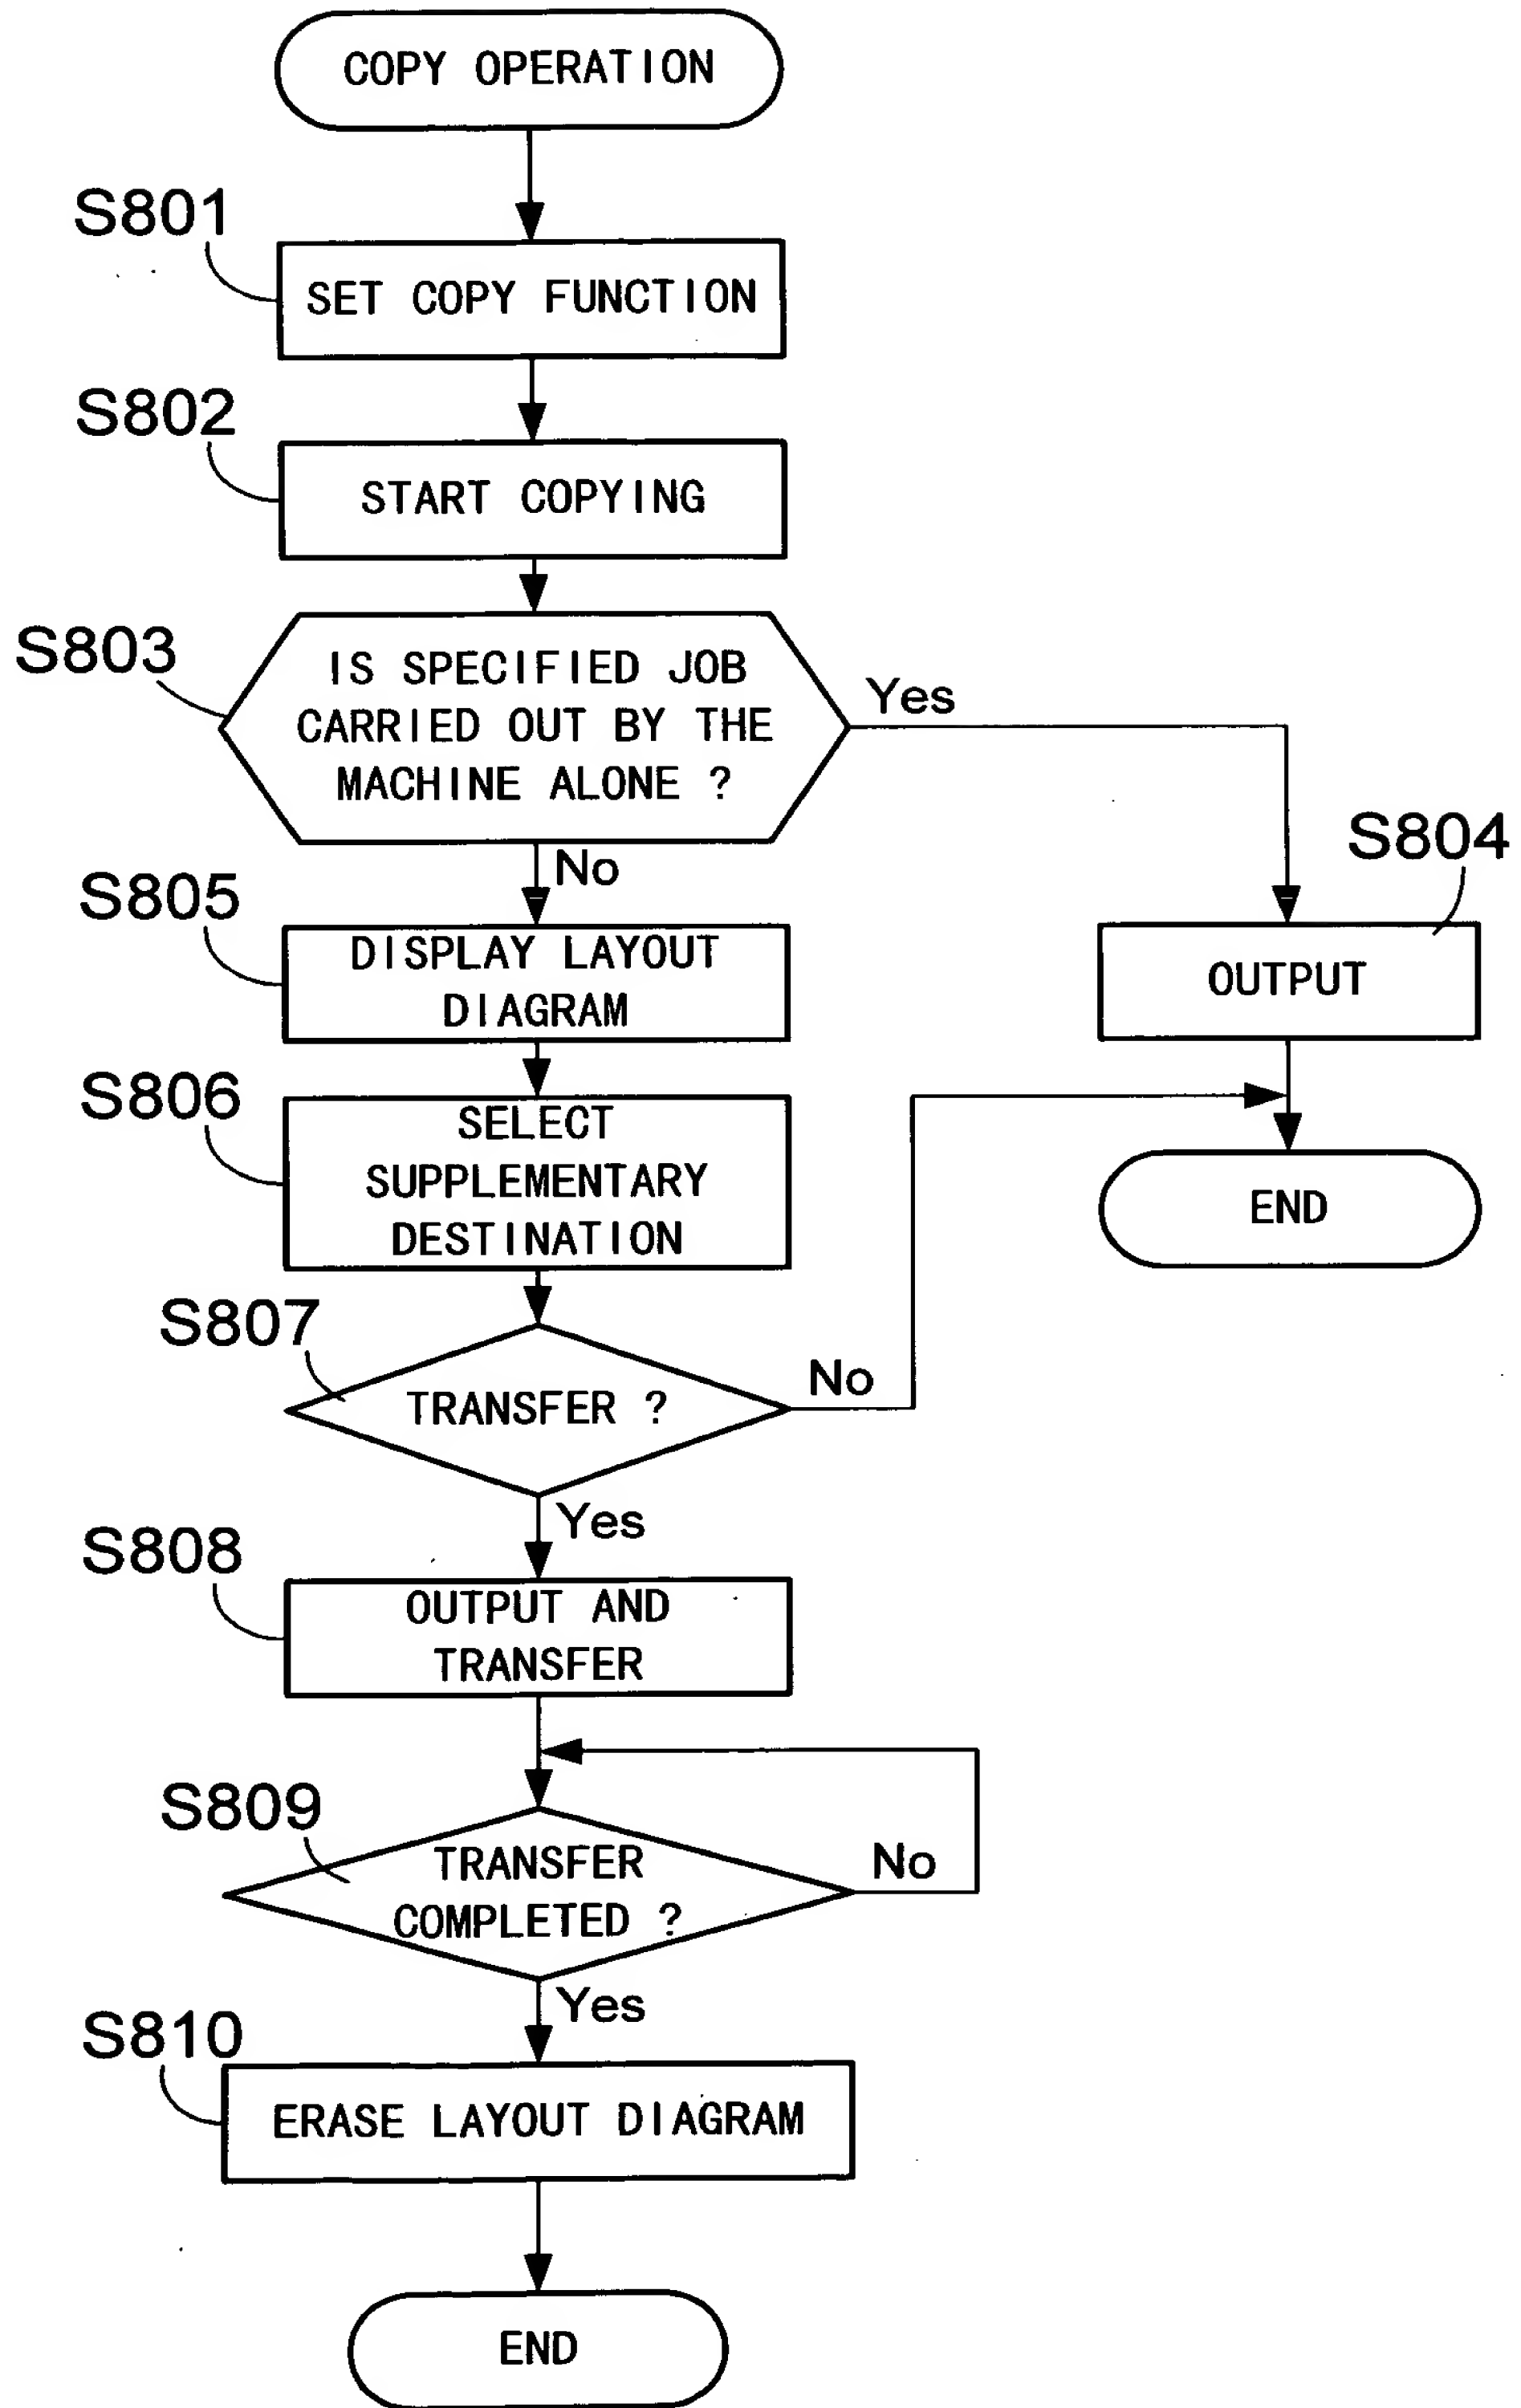 COPY OPERATION
S801
SET COPY FUNCTION
S802
START COPYING
S803
IS SPECIFIED JOB
CARRIED OUT BY THE
MACHINE ALONE ?
Yes
No
S804
OUTPUT
S805
DISPLAY LAYOUT
DIAGRAM
S806
SELECT
SUPPLEMENTARY
DESTINATION
END
S807
TRANSFER ?
No
Yes
S808
OUTPUT AND
TRANSFER
S809
TRANSFER
COMPLETED ?
No
Yes
S810
ERASE LAYOUT DIAGRAM
END